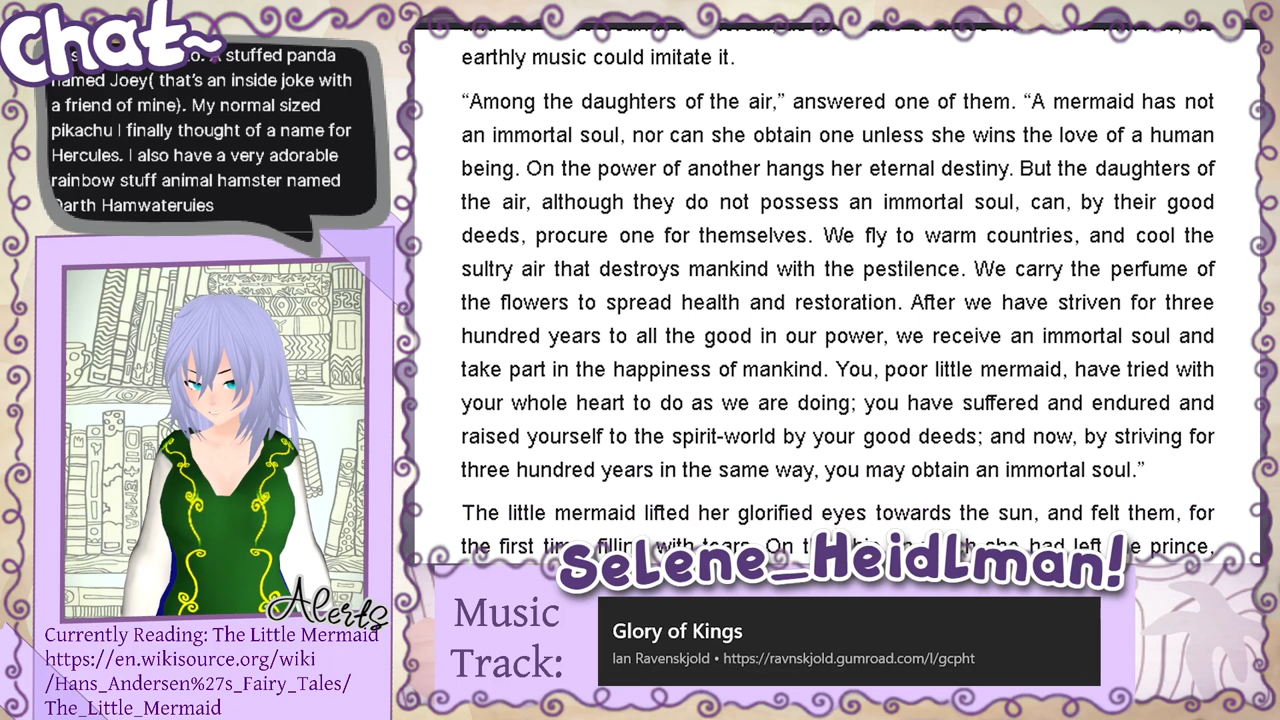 Chat~
stuffed panda
named Joey( that's an inside joke with
a friend of mine). My normal sized
pikachu I finally thought of a name for
Hercules. I also have a very adorable
rainbow stuff animal hamster named
Darth Hamwateruies
earthly music could imitate it.
“Among the daughters of the air,” answered one of them. “A mermaid has not
an immortal soul, nor can she obtain one unless she wins the love of a human
being. On the power of another hangs her eternal destiny. But the daughters of
the air, although they do not possess an immortal soul, can, by their good
deeds, procure one for themselves. We fly to warm countries, and cool the
sultry air that destroys mankind with the pestilence. We carry the perfume of
the flowers to spread health and restoration. After we have striven for three
hundred years to all the good in our power, we receive an immortal soul and
take part in the happiness of mankind. You, poor little mermaid, have tried with
your whole heart to do as we are doing; you have suffered and endured and
raised yourself to the spirit-world by your good deeds; and now, by striving for
three hundred years in the same way, you may obtain an immortal soul.”
The little mermaid lifted her glorified eyes towards the sun, and felt them, for
the first time, filling with tears. On the she had left the prince,
Selene_Heidlman!
Alerts
Currently Reading: The Little Mermaid
https://en.wikisource.org/wiki
/Hans_Andersen%27s_Fairy_Tales/
The_Little_Mermaid
Music
Track:
Glory of Kings
Ian Ravenskjold • https://ravnskjold.gumroad.com/l/gcpht